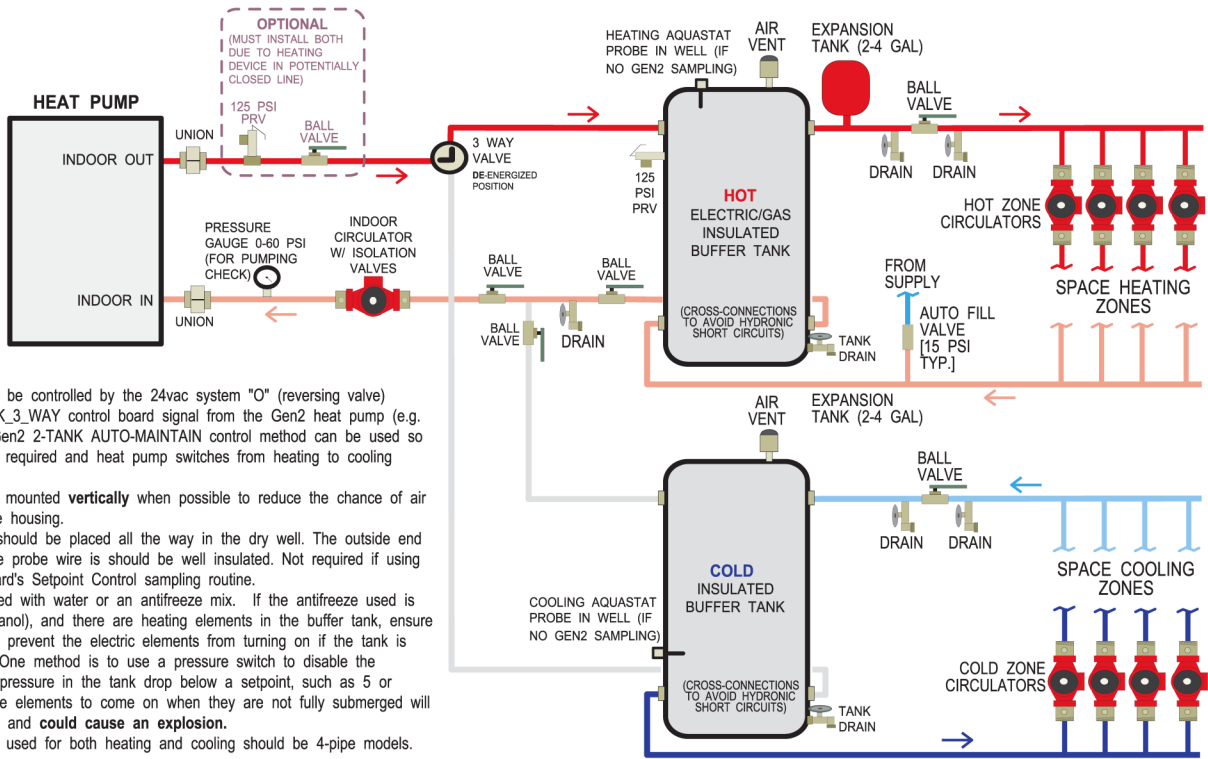 OPTIONAL
(MUST INSTALL BOTH
DUE TO HEATING
DEVICE IN POTENTIALLY
CLOSED LINE)
125 PSI
PRV
BALL
VALVE
HEAT PUMP
INDOOR OUT
UNION
3 WAY
VALVE
DE-ENERGIZED
POSITION
PRESSURE
GAUGE 0-60 PSI
(FOR PUMPING
CHECK)
INDOOR
CIRCULATOR
W/ ISOLATION
VALVES
INDOOR IN
UNION
BALL
VALVE
BALL
VALVE
BALL
VALVE
DRAIN
HEATING AQUASTAT
PROBE IN WELL (IF
NO GEN2 SAMPLING)
AIR
VENT
EXPANSION
TANK (2-4 GAL)
BALL
VALVE
125
PSI
PRV
HOT
ELECTRIC/GAS
INSULATED
BUFFER TANK
(CROSS-CONNECTIONS
TO AVOID HYDRONIC
SHORT CIRCUITS)
DRAIN
DRAIN
HOT ZONE
CIRCULATORS
FROM
SUPPLY
AUTO FILL
VALVE
[15 PSI
TYP.]
SPACE HEATING
ZONES
TANK
DRAIN
be controlled by the 24vac system "O" (reversing valve)
K_3_WAY control board signal from the Gen2 heat pump (e.g.
Gen2 2-TANK AUTO-MAINTAIN control method can be used so
required and heat pump switches from heating to cooling
mounted vertically when possible to reduce the chance of air
e housing.
should be placed all the way in the dry well. The outside end
e probe wire is should be well insulated. Not required if using
ard's Setpoint Control sampling routine.
ed with water or an antifreeze mix. If the antifreeze used is
anol), and there are heating elements in the buffer tank, ensure
prevent the electric elements from turning on if the tank is
One method is to use a pressure switch to disable the
pressure in the tank drop below a setpoint, such as 5 or
e elements to come on when they are not fully submerged will
and could cause an explosion.
used for both heating and cooling should be 4-pipe models.
AIR
VENT
EXPANSION
TANK (2-4 GAL)
BALL
VALVE
DRAIN
DRAIN
COLD
INSULATED
BUFFER TANK
COOLING AQUASTAT
PROBE IN WELL (IF
NO GEN2 SAMPLING)
(CROSS-CONNECTIONS
TO AVOID HYDRONIC
SHORT CIRCUITS)
TANK
DRAIN
SPACE COOLING
ZONES
COLD ZONE
CIRCULATORS